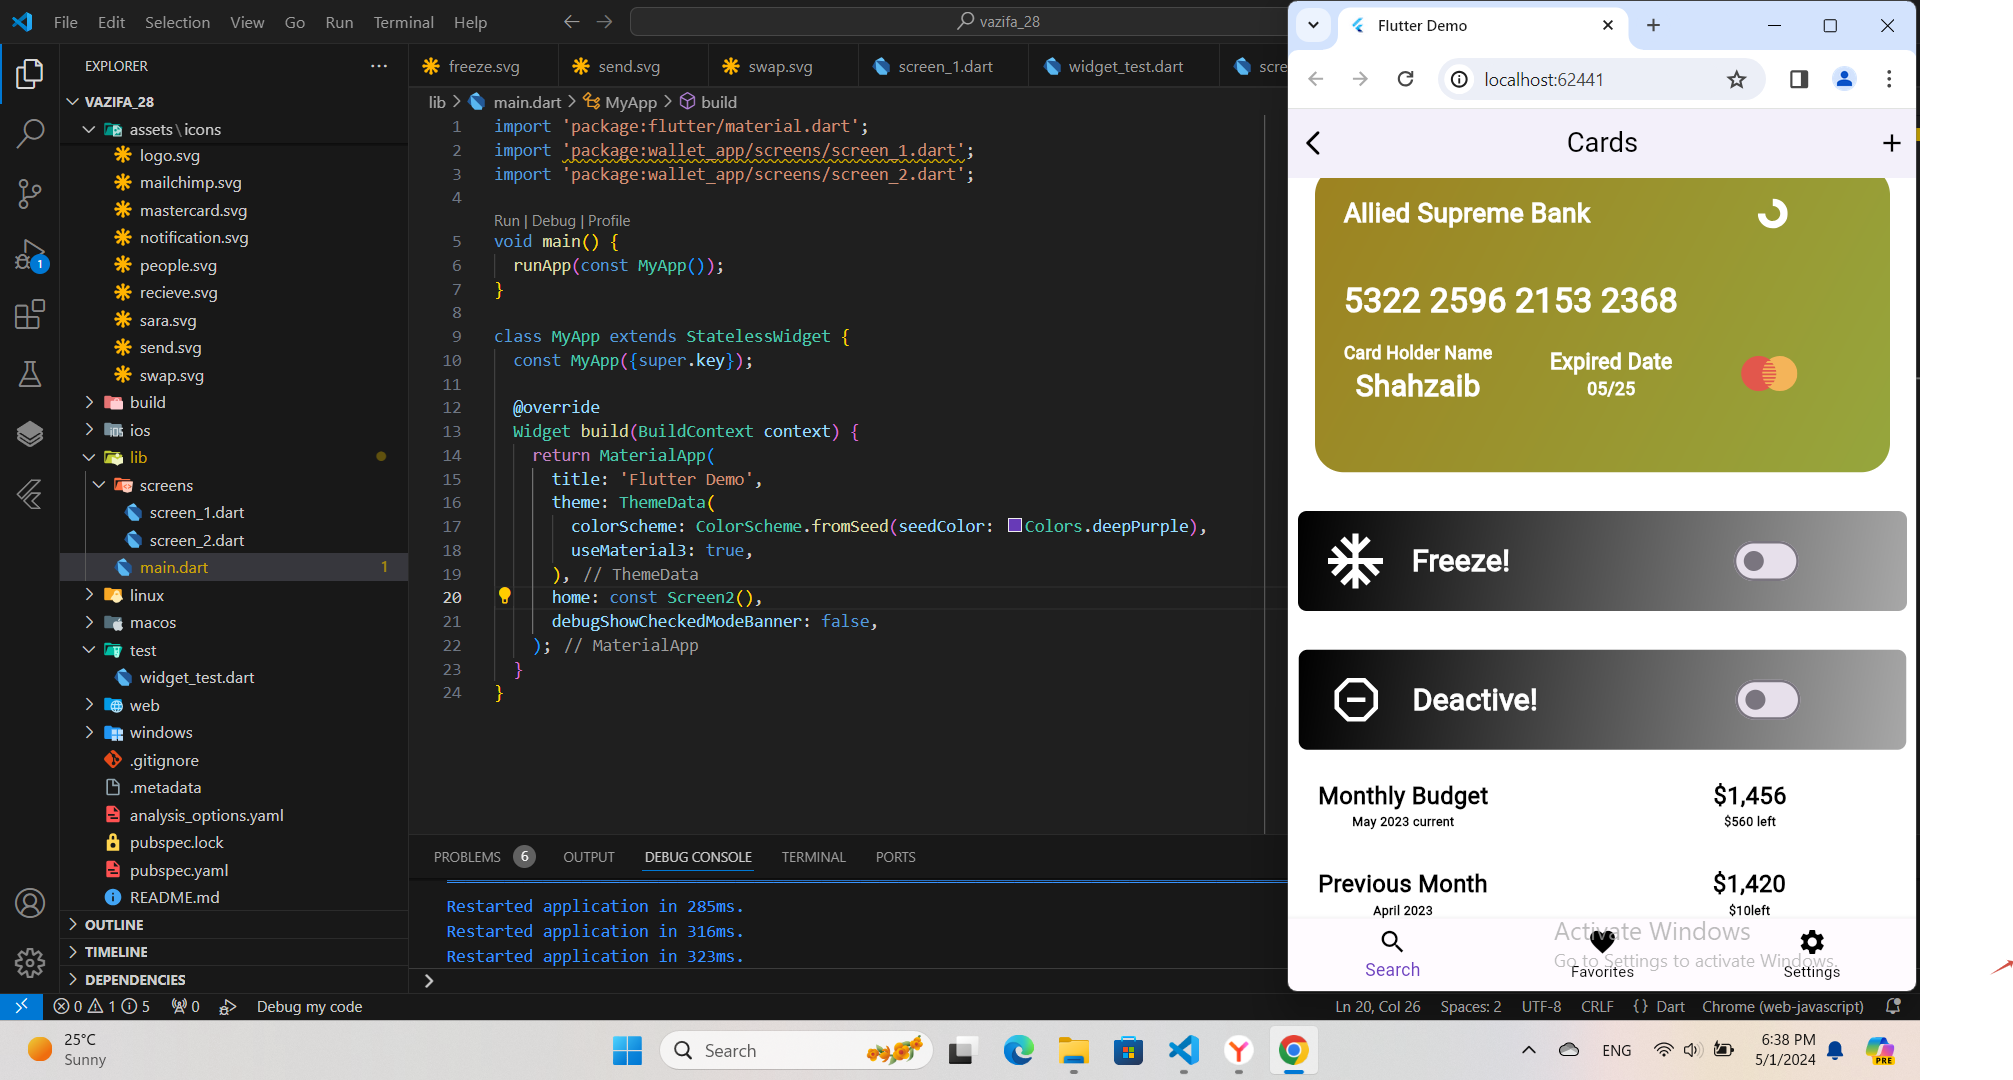 File Edit Selection View Go Run Terminal Help
vazifa_28
EXPLORER
VAZIFA_28
assets\icons
logo.svg
mailchimp.svg
mastercard.svg
notification.svg
people.svg
recieve.svg
sara.svg
send.svg
swap.svg
build
ios
lib
screens
screen_1.dart
screen_2.dart
main.dart 1
linux
macos
test
widget_test.dart
web
windows
.gitignore
.metadata
analysis_options.yaml
pubspec.lock
pubspec.yaml
README.md
OUTLINE
TIMELINE
DEPENDENCIES
freeze.svg send.svg swap.svg screen_1.dart widget_test.dart scre
lib > main.dart > MyApp > build
1 import 'package:flutter/material.dart';
2 import 'package:wallet_app/screens/screen_1.dart';
3 import 'package:wallet_app/screens/screen_2.dart';
4
Run | Debug | Profile
5 void main() {
6 runApp(const MyApp());
7 }
8
9 class MyApp extends StatelessWidget {
10 const MyApp({super.key});
11
12 @override
13 Widget build(BuildContext context) {
14 return MaterialApp(
15 title: 'Flutter Demo',
16 theme: ThemeData(
17 colorScheme: ColorScheme.fromSeed(seedColor: Colors.deepPurple),
18 useMaterial3: true,
19 ), // ThemeData
20 home: const Screen2(),
21 debugShowCheckedModeBanner: false,
22 ); // MaterialApp
23 }
24 }
PROBLEMS 6 OUTPUT DEBUG CONSOLE TERMINAL PORTS
Restarted application in 285ms.
Restarted application in 316ms.
Restarted application in 323ms.
0 1 5 0 Debug my code
Ln 20, Col 26 Spaces: 2 UTF-8 CRLF {} Dart Chrome (web-javascript)
Flutter Demo
localhost:62441
Cards
Allied Supreme Bank
5322 2596 2153 2368
Card Holder Name
Shahzaib
Expired Date
05/25
Freeze!
Deactive!
Monthly Budget $1,456
May 2023 current $560 left
Previous Month $1,420
April 2023 $10left
Activate Windows
Go to Settings to activate Windows.
Search Favorites Settings
25°C
Sunny
Search
ENG
6:38 PM
5/1/2024
PRE
1